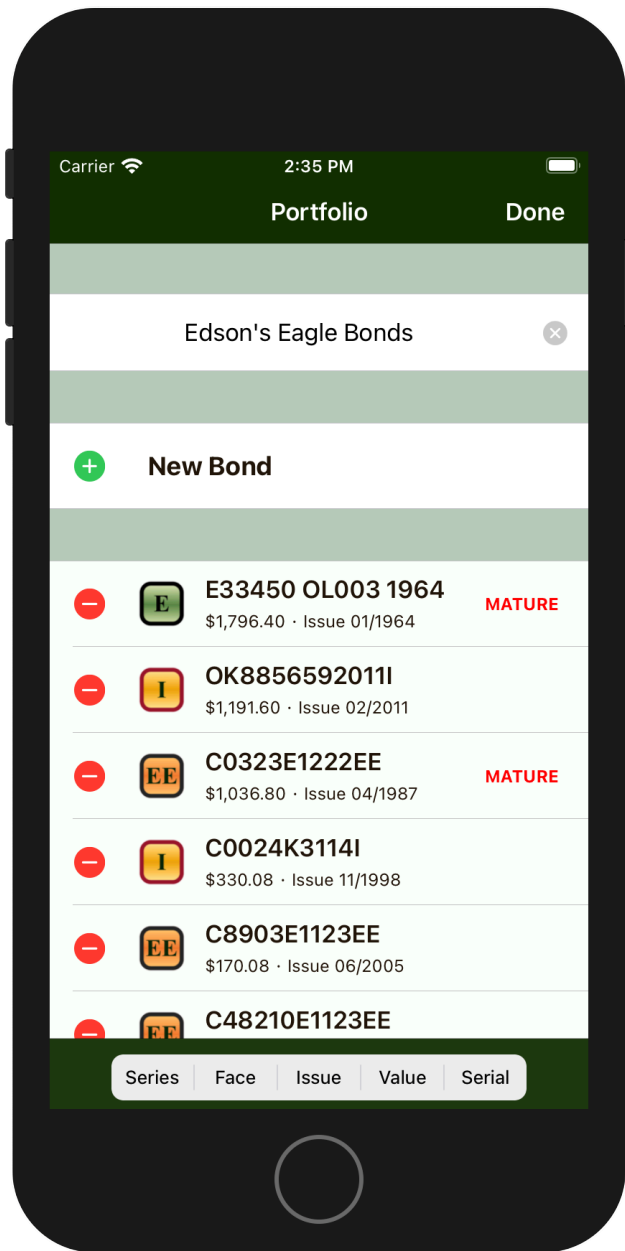 Carrier 2:35 PM
Portfolio Done
Edson's Eagle Bonds
New Bond
E E33450 OL003 1964 MATURE
$1,796.40 · Issue 01/1964
I OK8856592011I
$1,191.60 · Issue 02/2011
EE C0323E1222EE MATURE
$1,036.80 · Issue 04/1987
I C0024K3114I
$330.08 · Issue 11/1998
EE C8903E1123EE
$170.08 · Issue 06/2005
EE C48210E1123EE
Series Face Issue Value Serial